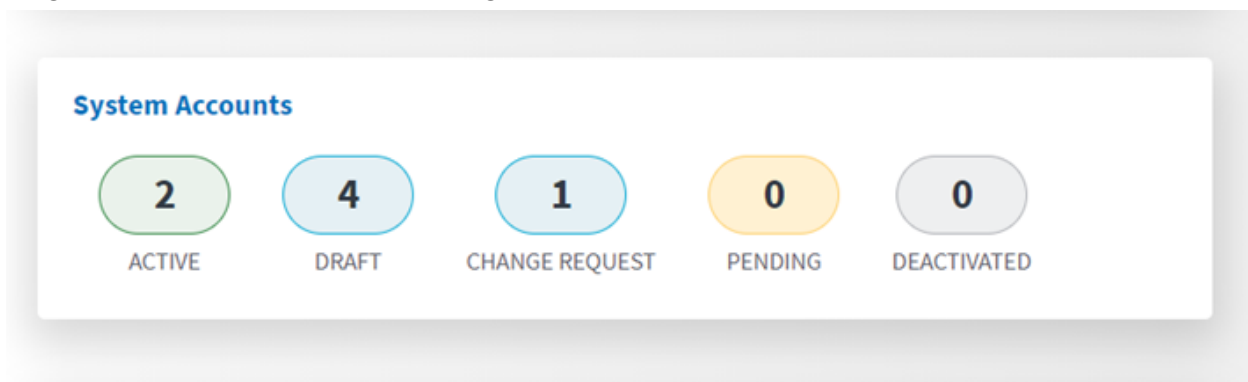 System Accounts
2 4 1 0 0
ACTIVE DRAFT CHANGE REQUEST PENDING DEACTIVATED